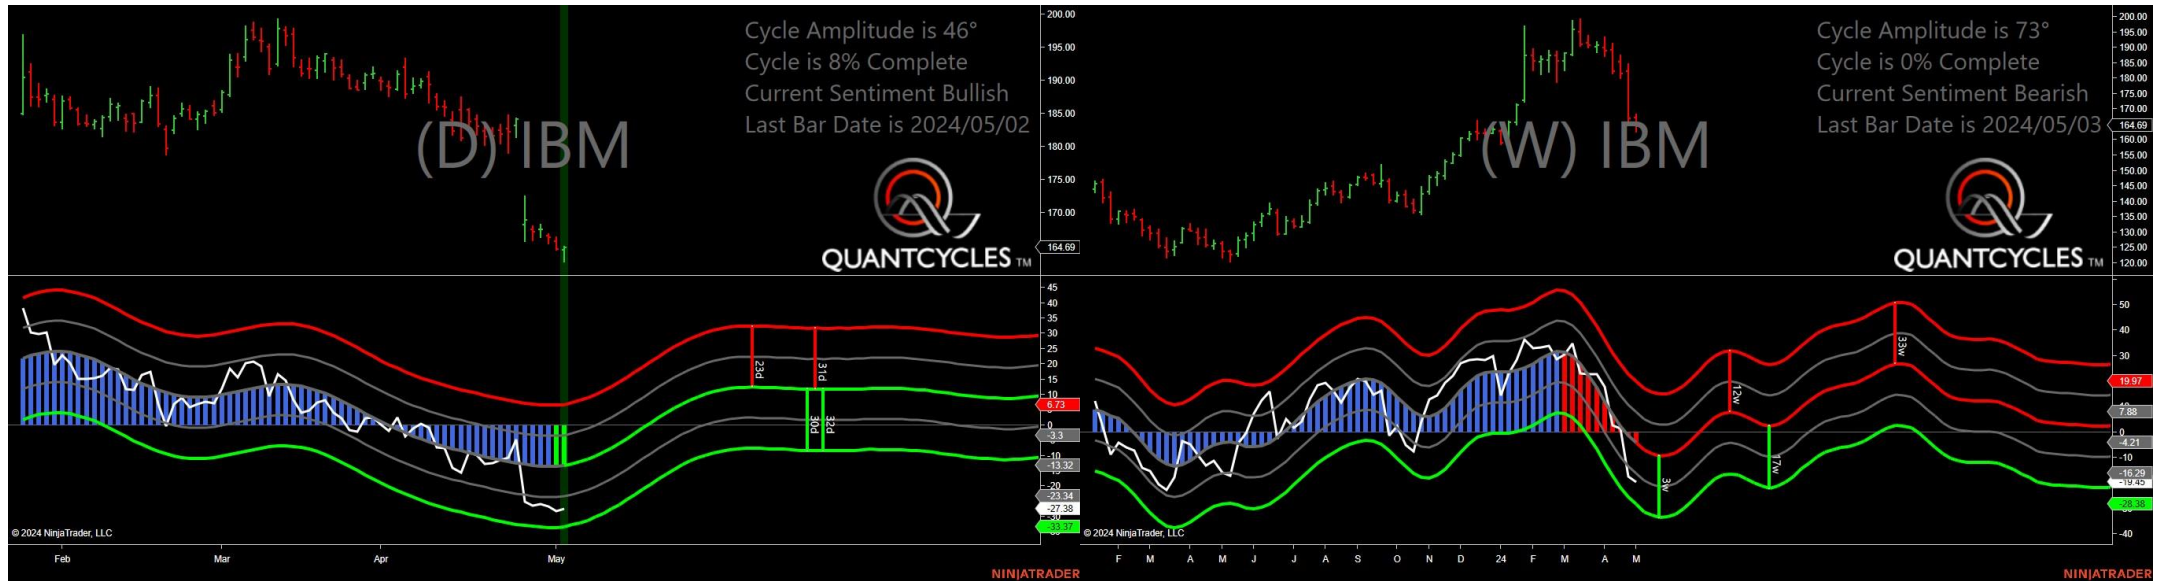 Cycle Amplitude is 46°
Cycle is 8% Complete
Current Sentiment Bullish
Last Bar Date is 2024/05/02
(D) IBM
QUANTCYCLES TM
200.00
195.00
190.00
185.00
180.00
175.00
170.00
164.69
45
40
35
30
25
20
15
10
6.73
0
-3.3
-10
-13.32
-20
-23.34
-27.38
-33.37
23d
31d
30d
32d
© 2024 NinjaTrader, LLC
Feb
Mar
Apr
May
NINJATRADER
Cycle Amplitude is 73°
Cycle is 0% Complete
Current Sentiment Bearish
Last Bar Date is 2024/05/03
(W) IBM
QUANTCYCLES TM
200.00
195.00
190.00
185.00
180.00
175.00
170.00
164.69
160.00
155.00
150.00
145.00
140.00
135.00
130.00
125.00
120.00
50
40
30
19.97
7.88
0
-4.21
-10
-16.29
-19.45
-28.38
-40
3w
12w
17w
33w
© 2024 NinjaTrader, LLC
F M A M J J A S O N D 24 F M A M
NINJATRADER